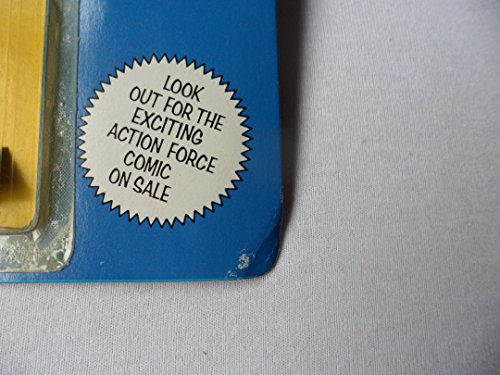 LOOK
OUT FOR THE
EXCITING
ACTION FORCE
COMIC
ON SALE